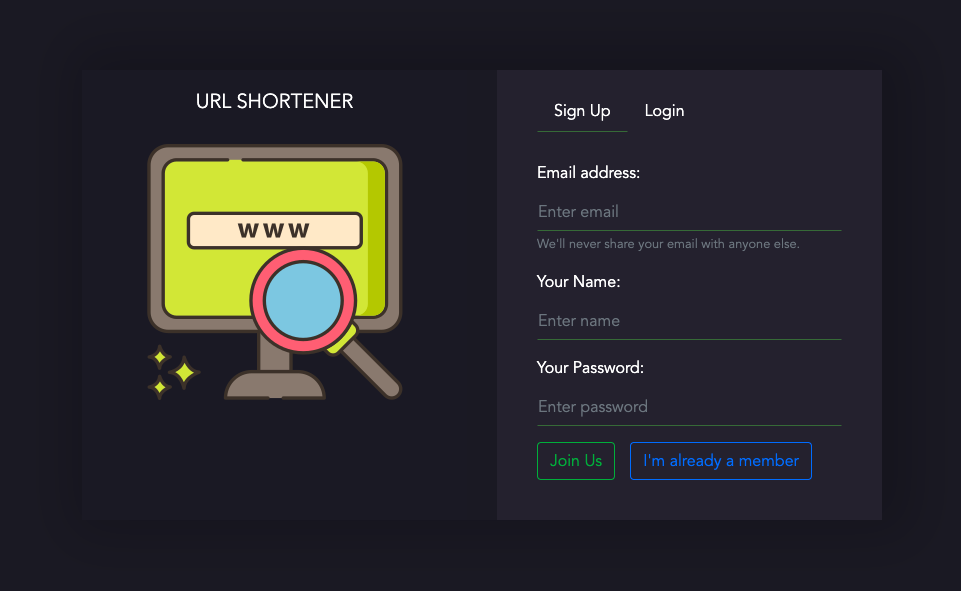 URL SHORTENER
WWW
Sign Up Login
Email address:
Enter email
We'll never share your email with anyone else.
Your Name:
Enter name
Your Password:
Enter password
Join Us I'm already a member